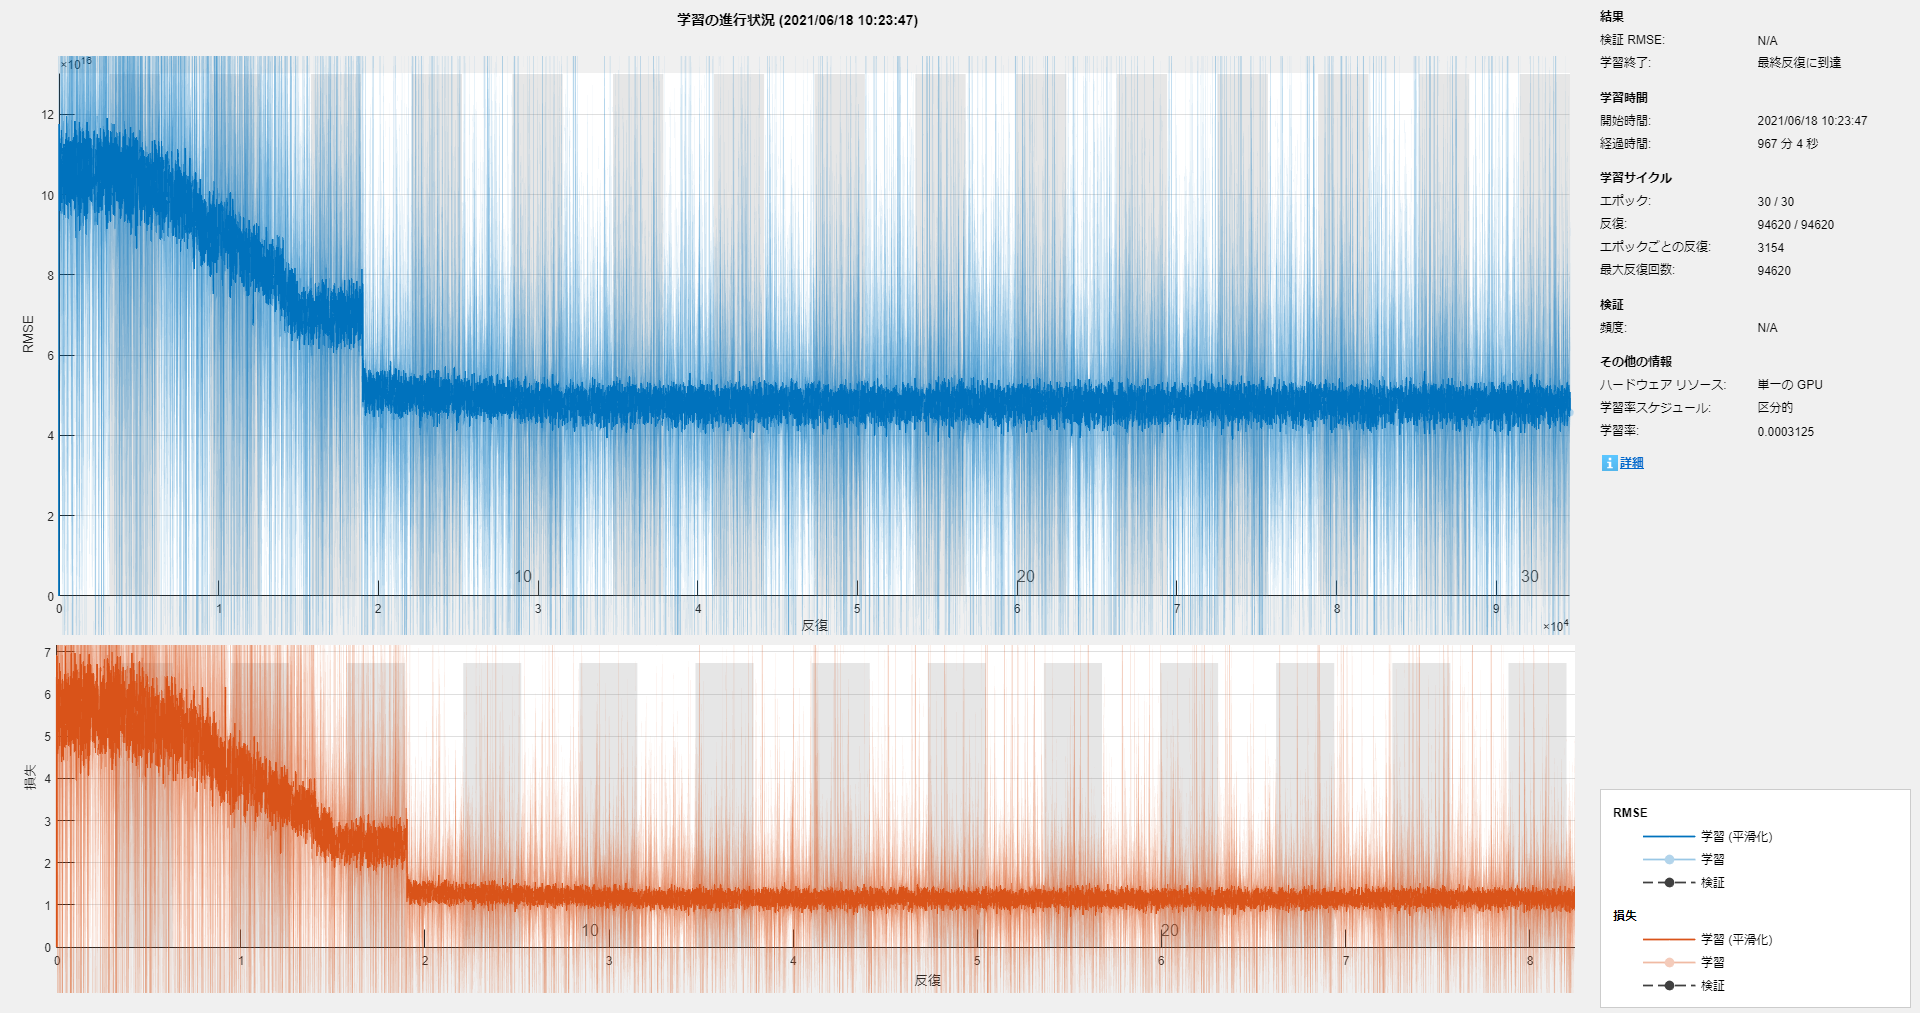 学習の進行状況 (2021/06/18 10:23:47)
×10¹⁶
12
10
8
6
4
2
0
RMSE
10
20
30
0 1 2 3 4 5 6 7 8 9
反復
×10⁴
7
6
5
4
3
2
1
0
損失
10
20
0 1 2 3 4 5 6 7 8
反復
結果
検証 RMSE: N/A
学習終了: 最終反復に到達
学習時間
開始時間: 2021/06/18 10:23:47
経過時間: 967 分 4 秒
学習サイクル
エポック: 30 / 30
反復: 94620 / 94620
エポックごとの反復: 3154
最大反復回数: 94620
検証
頻度: N/A
その他の情報
ハードウェア リソース: 単一の GPU
学習率スケジュール: 区分的
学習率: 0.0003125
i 詳細
RMSE
学習 (平滑化)
学習
検証
損失
学習 (平滑化)
学習
検証